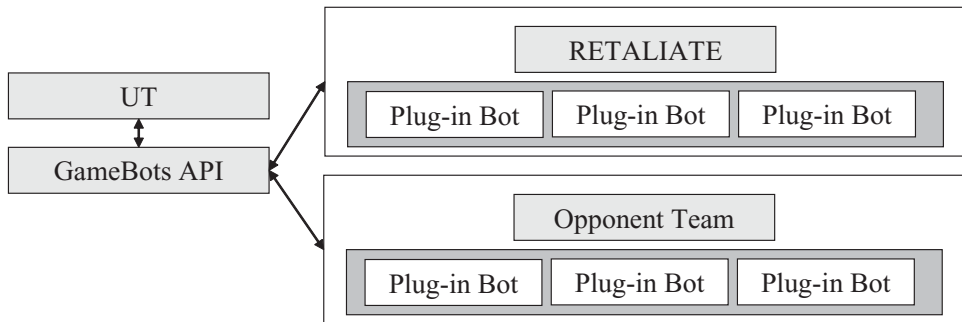 UT
GameBots API
RETALIATE
Plug-in Bot Plug-in Bot Plug-in Bot
Opponent Team
Plug-in Bot Plug-in Bot Plug-in Bot